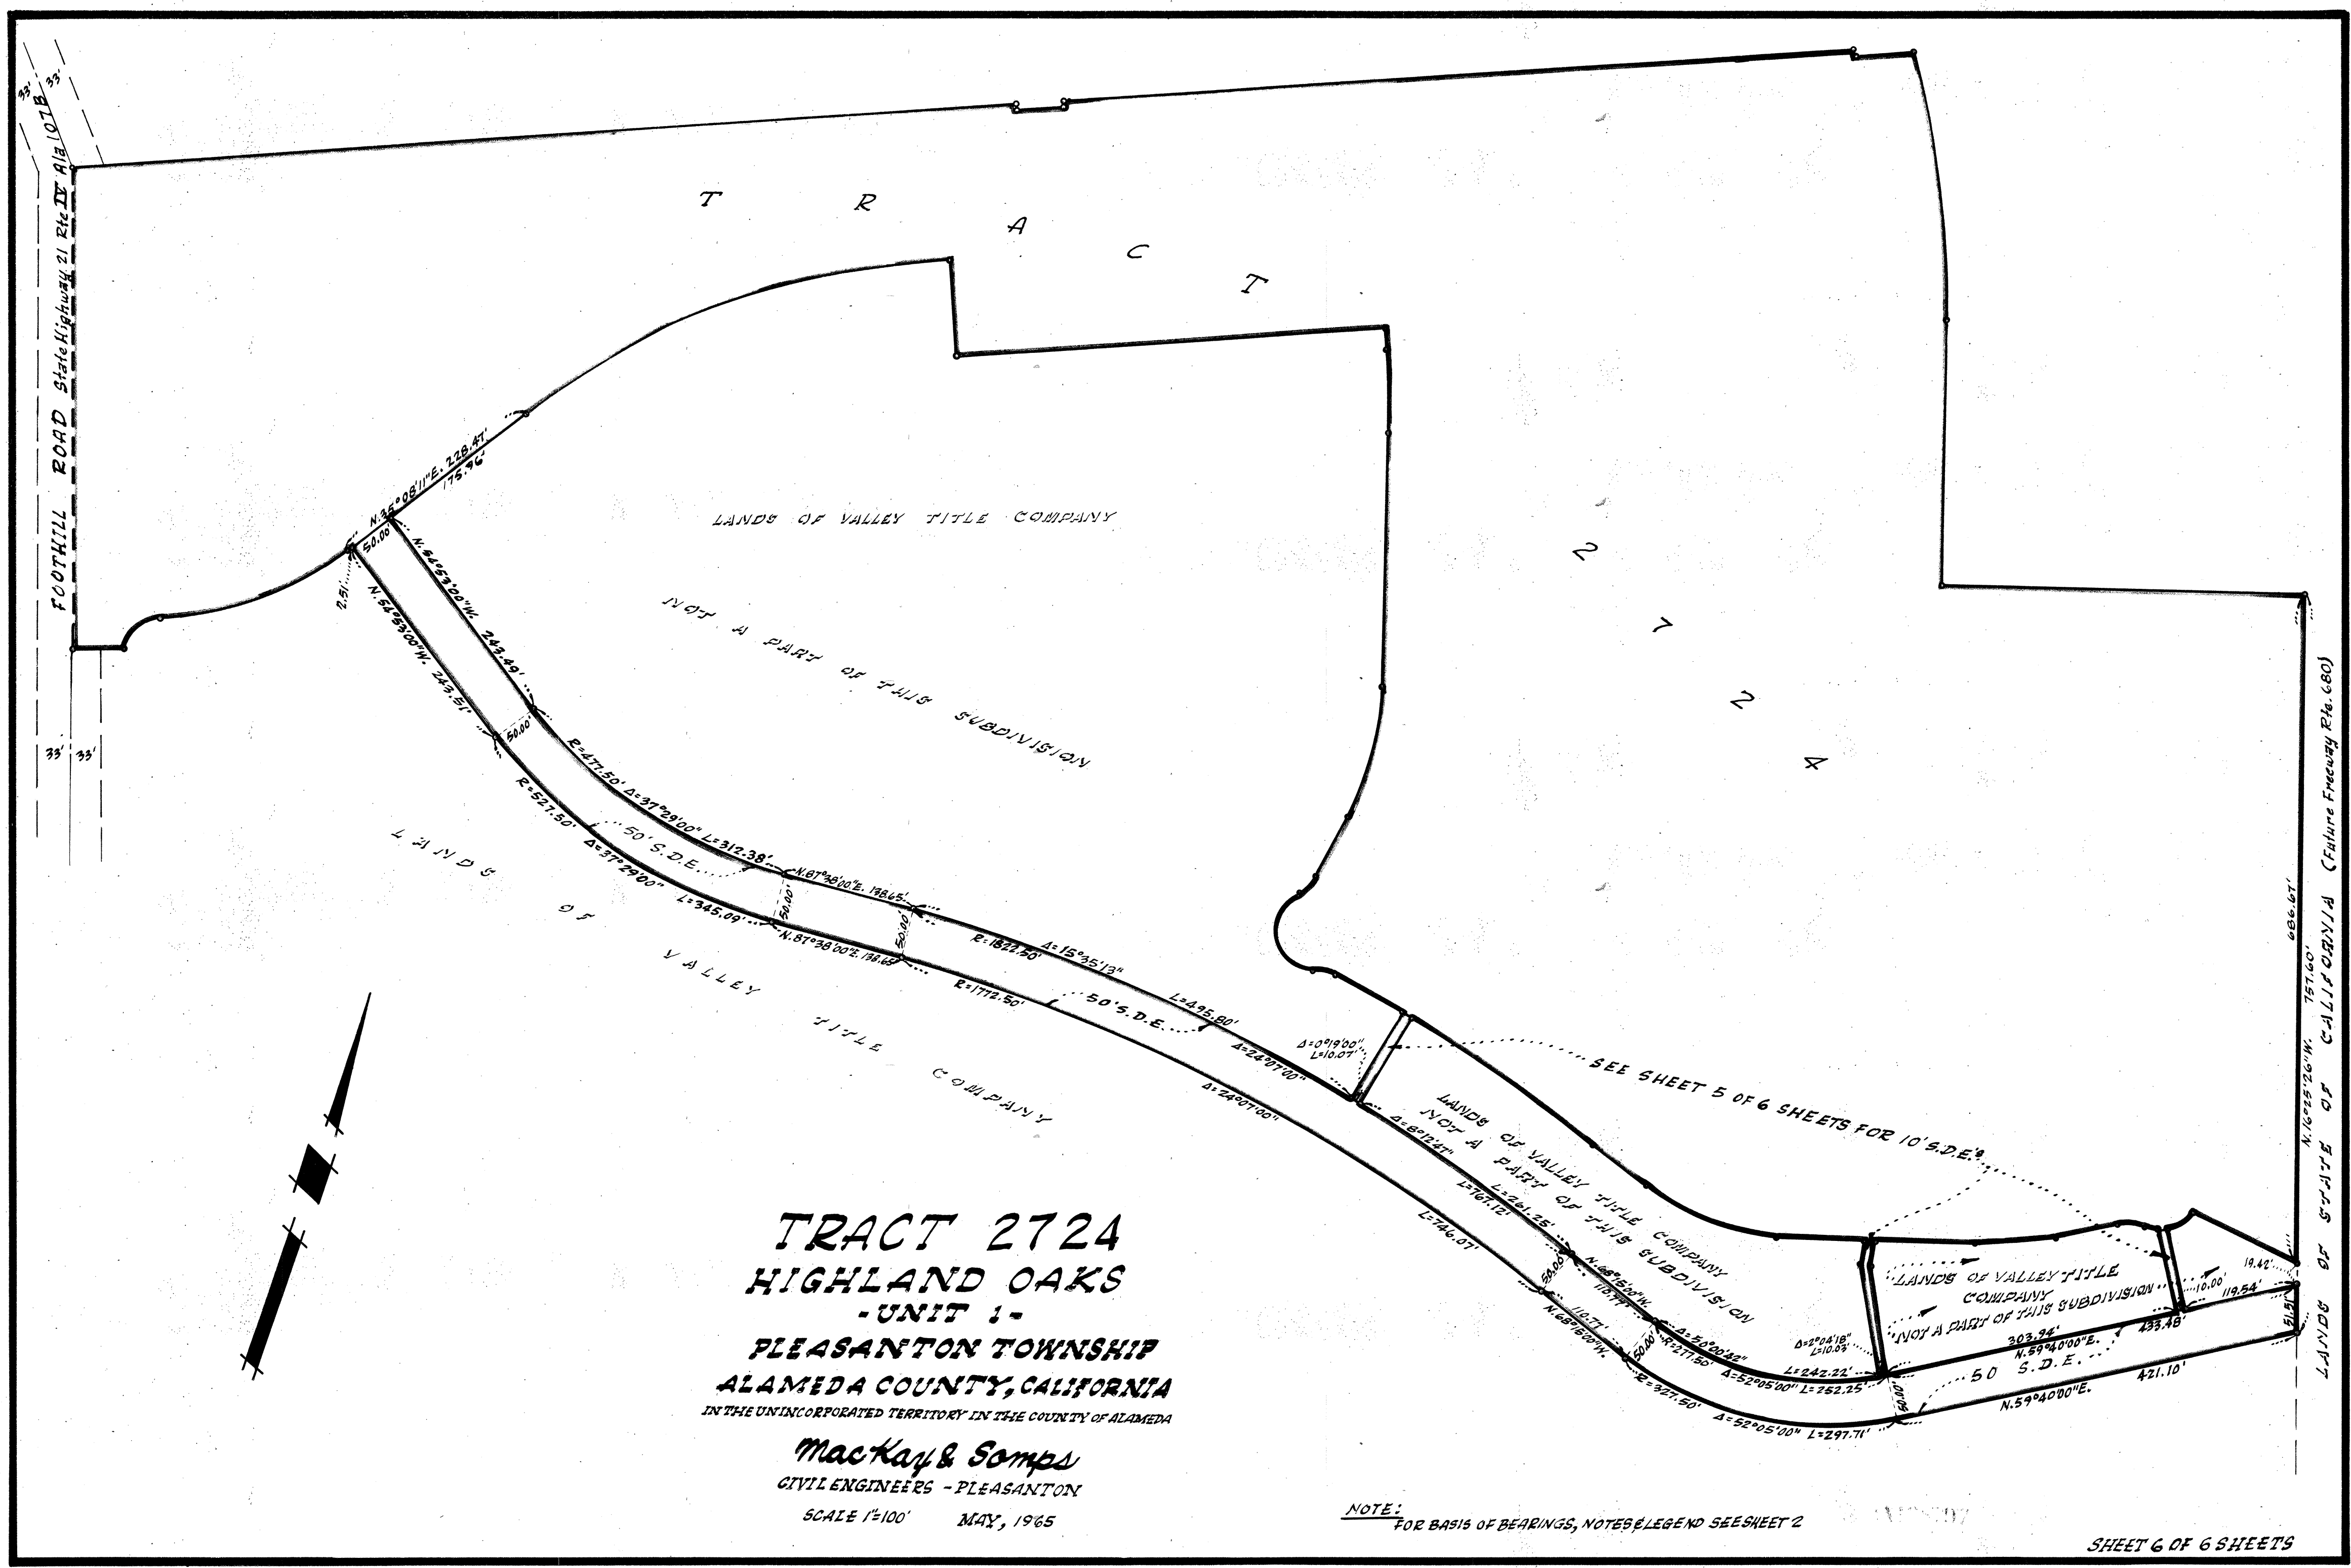 33'
33'
FOOTHILL ROAD State Highway 21 Rte IV Ala 107 B
33'
33'
T R A C T
2 7 2 4
N.35°08'11"E. 228.47'
175.96'
50.00'
2.51'
N.54°53'00"W. 243.49'
N.54°53'00"W. 243.51'
50.00'
LANDS OF VALLEY TITLE COMPANY
NOT A PART OF THIS SUBDIVISION
R=477.50' Δ=37°29'00" L=312.38'
50' S.D.E.
R=527.50' Δ=37°29'00" L=345.09'
50.00'
N.87°38'00"E. 138.65'
N.87°38'00"E. 138.65'
50.00'
LANDS OF VALLEY TITLE COMPANY
R=1822.50' Δ=15°35'13" L=495.80'
Δ=24°07'00"
50' S.D.E.
R=1772.50' Δ=24°07'00" L=746.07'
Δ=0°19'00"
L=10.07'
Δ=8°12'47" L=261.25'
L=767.12'
LANDS OF VALLEY TITLE COMPANY
NOT A PART OF THIS SUBDIVISION
SEE SHEET 5 OF 6 SHEETS FOR 10' S.D.E.'s
50.00'
N.68°15'00"W.
110.77'
110.77'
N.68°15'00"W.
50.00'
Δ=50°00'42" L=242.22'
R=277.50' Δ=52°05'00" L=252.25'
Δ=2°04'18"
L=10.03'
R=327.50' Δ=52°05'00" L=297.71'
50.00'
LANDS OF VALLEY TITLE
COMPANY
NOT A PART OF THIS SUBDIVISION
10.00'
119.54'
19.42'
303.94'
N.59°40'00"E. 433.48'
50 S.D.E.
N.59°40'00"E. 421.10'
51.51'
686.67'
N.16°25'26"W. 757.60'
LANDS OF STATE OF CALIFORNIA (Future Freeway Rte. 680)
TRACT 2724
HIGHLAND OAKS
-UNIT 1-
PLEASANTON TOWNSHIP
ALAMEDA COUNTY, CALIFORNIA
IN THE UNINCORPORATED TERRITORY IN THE COUNTY OF ALAMEDA
MacKay & Somps
CIVIL ENGINEERS - PLEASANTON
SCALE 1"=100' MAY, 1965
NOTE:
FOR BASIS OF BEARINGS, NOTES & LEGEND SEE SHEET 2
SHEET 6 OF 6 SHEETS